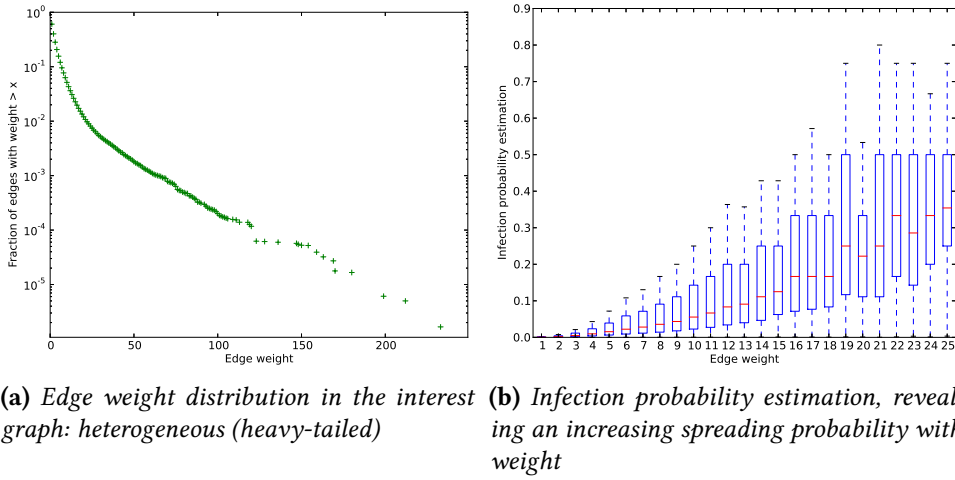 10^0
10^-1
10^-2
10^-3
10^-4
10^-5
Fraction of edges with weight > x
0 50 100 150 200
Edge weight
0.9
0.8
0.7
0.6
0.5
0.4
0.3
0.2
0.1
0.0
Infection probability estimation
1 2 3 4 5 6 7 8 9 10 11 12 13 14 15 16 17 18 19 20 21 22 23 24 25
Edge weight
(a) Edge weight distribution in the interest
graph: heterogeneous (heavy-tailed)
(b) Infection probability estimation, reveal-
ing an increasing spreading probability with
weight